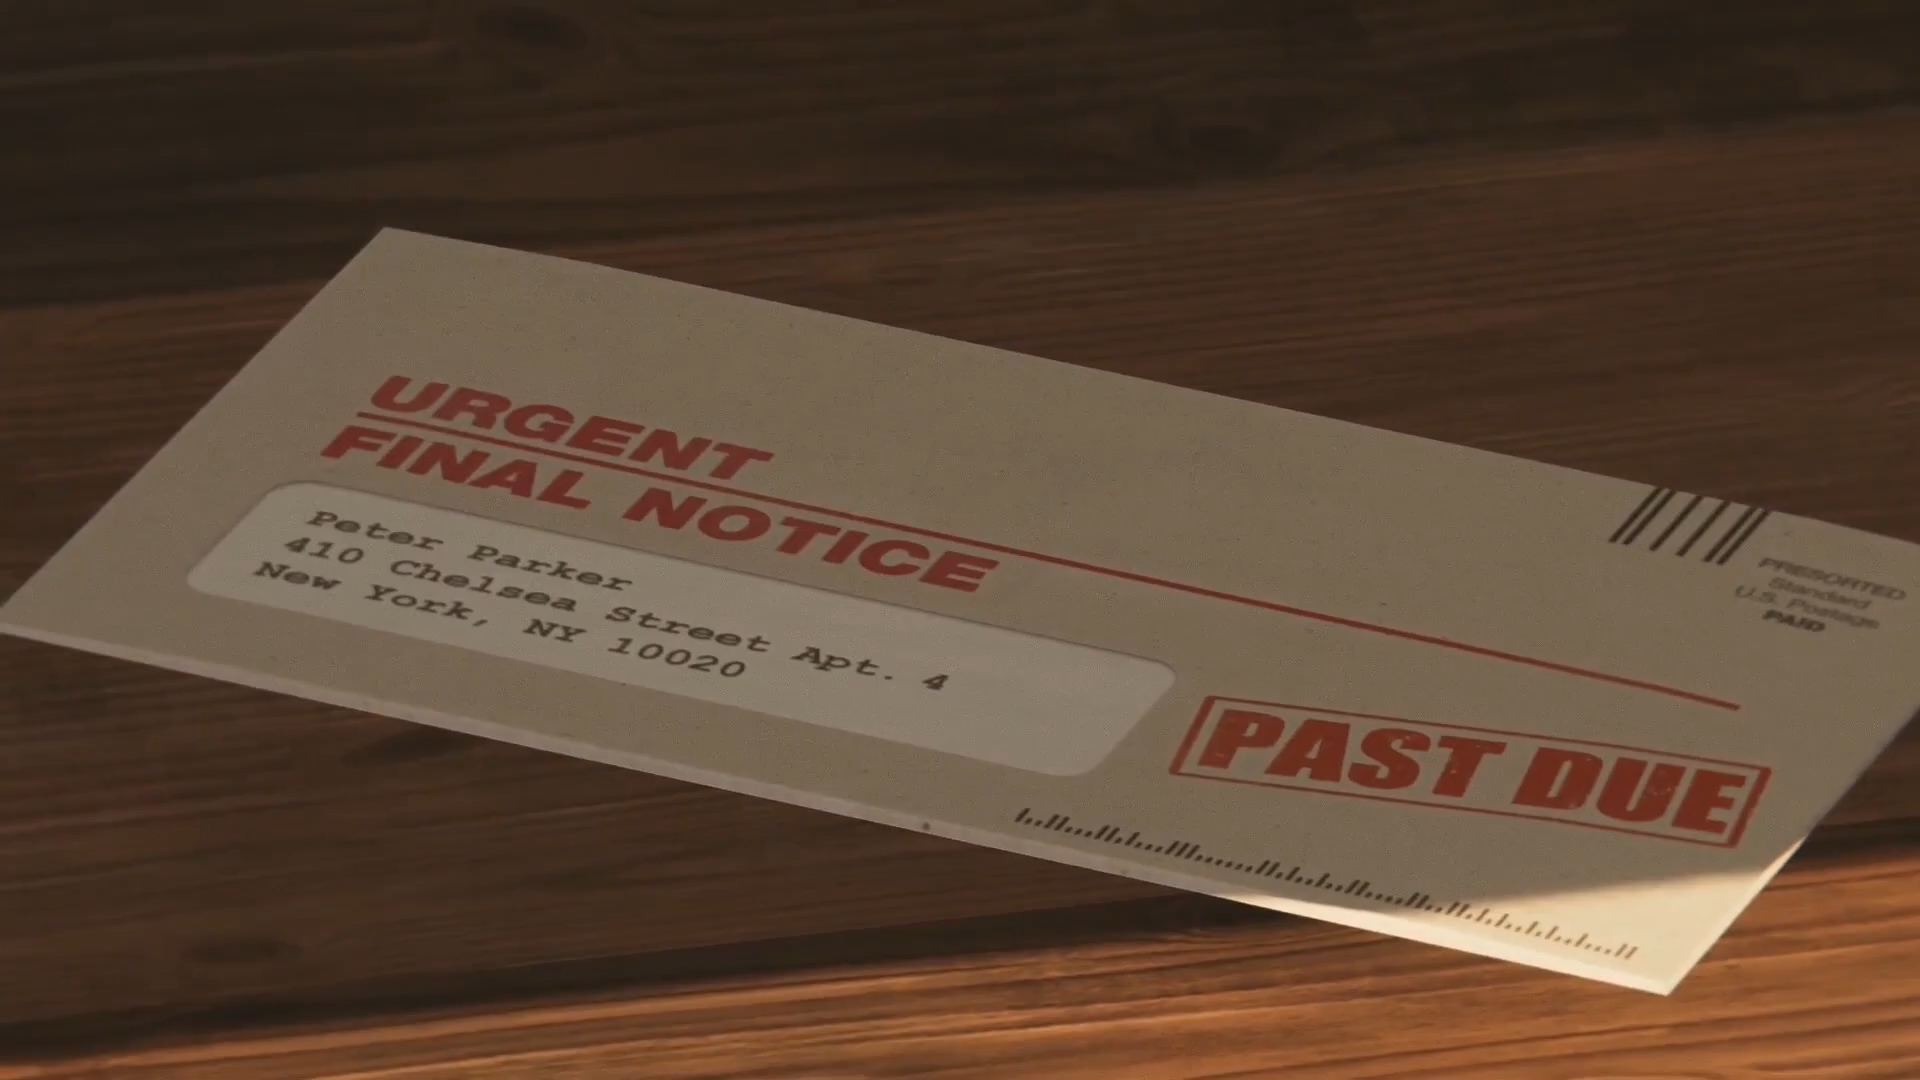 URGENT
FINAL NOTICE
Peter Parker
410 Chelsea Street Apt. 4
New York, NY 10020
PRESORTED
Standard
U.S. Postage
PAID
PAST DUE